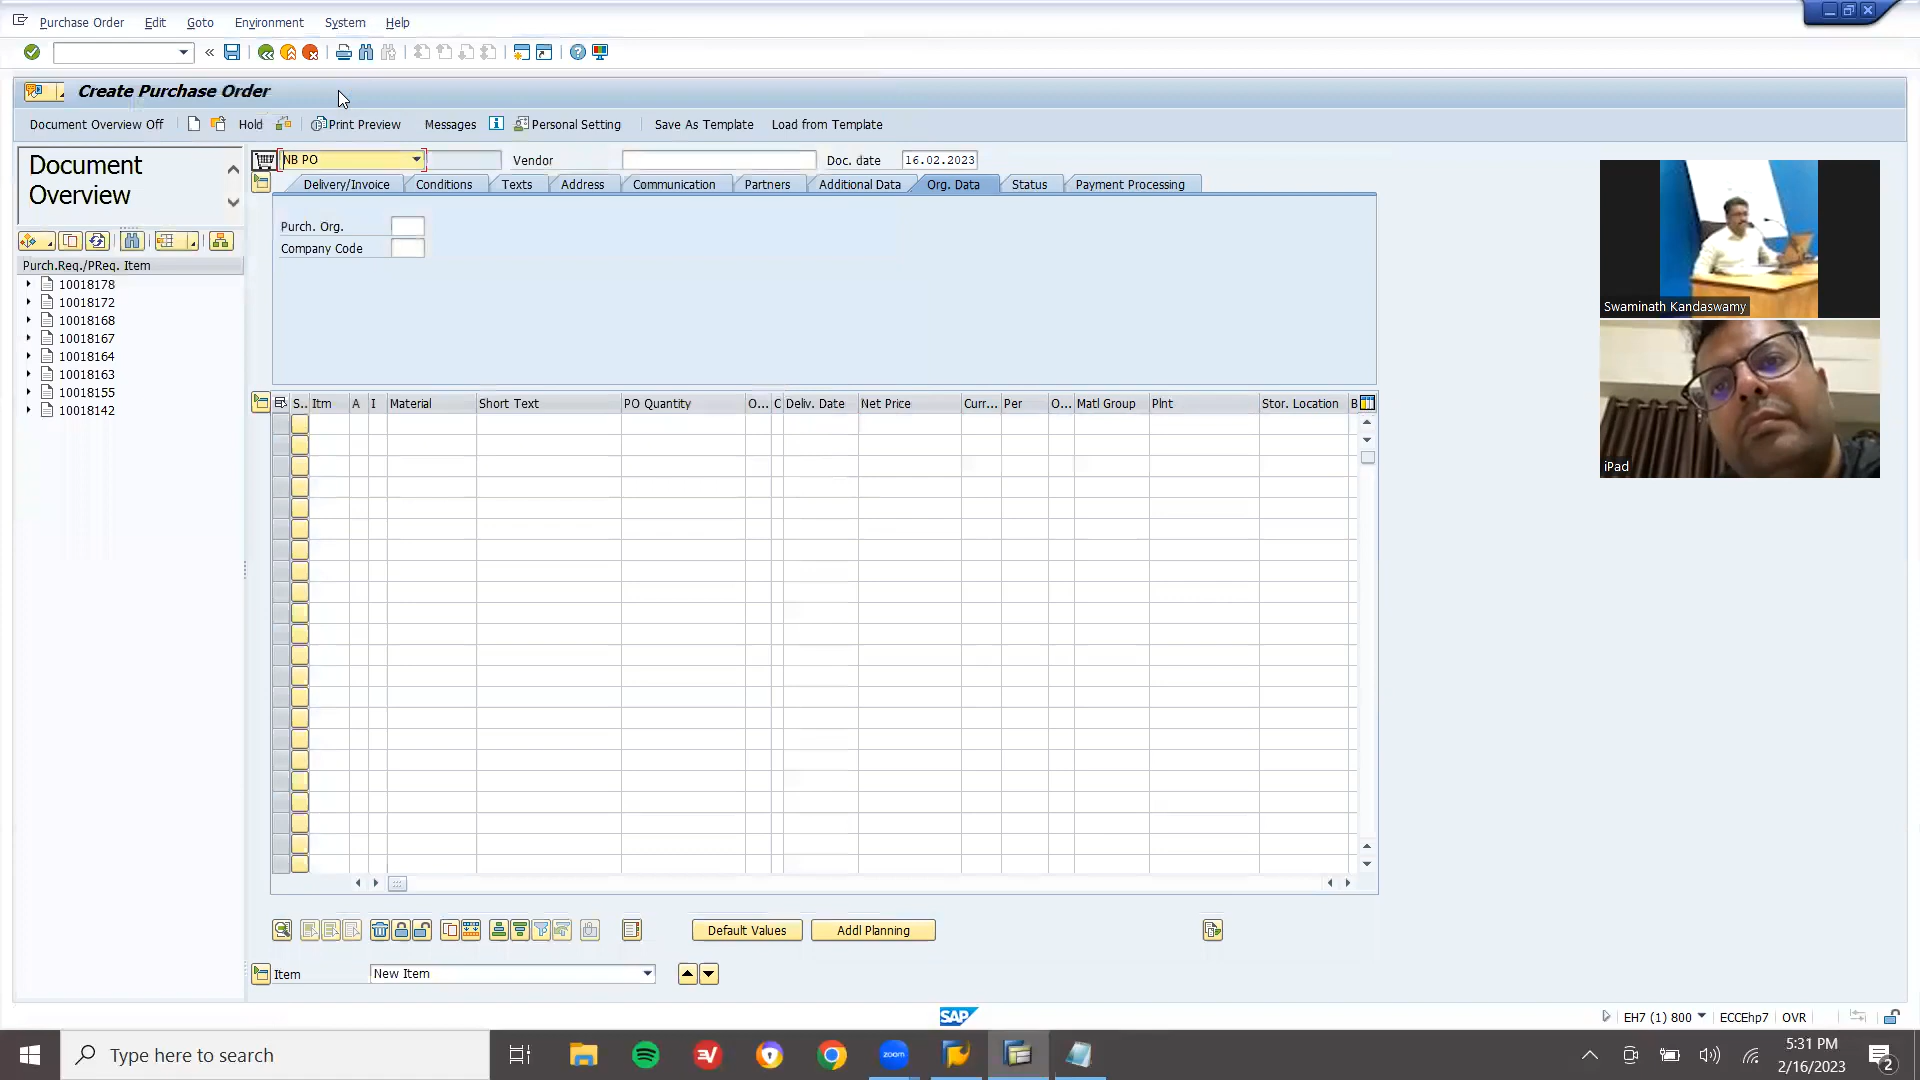 Purchase Order Edit Goto Environment System Help
Create Purchase Order
Document Overview Off Hold Print Preview Messages Personal Setting Save As Template Load from Template
Document
Overview
NB PO Vendor Doc. date 16.02.2023
Delivery/Invoice Conditions Texts Address Communication Partners Additional Data Org. Data Status Payment Processing
Purch. Org.
Company Code
Purch.Req./PReq. Item
10018178
10018172
10018168
10018167
10018164
10018163
10018155
10018142
S.. Itm A I Material Short Text PO Quantity O... C Deliv. Date Net Price Curr... Per O... Matl Group Plnt Stor. Location B
Default Values Addl Planning
Item New Item
Swaminath Kandaswamy
iPad
SAP
EH7 (1) 800 ECCEhp7 OVR
Type here to search
zoom
5:31 PM
2/16/2023
2